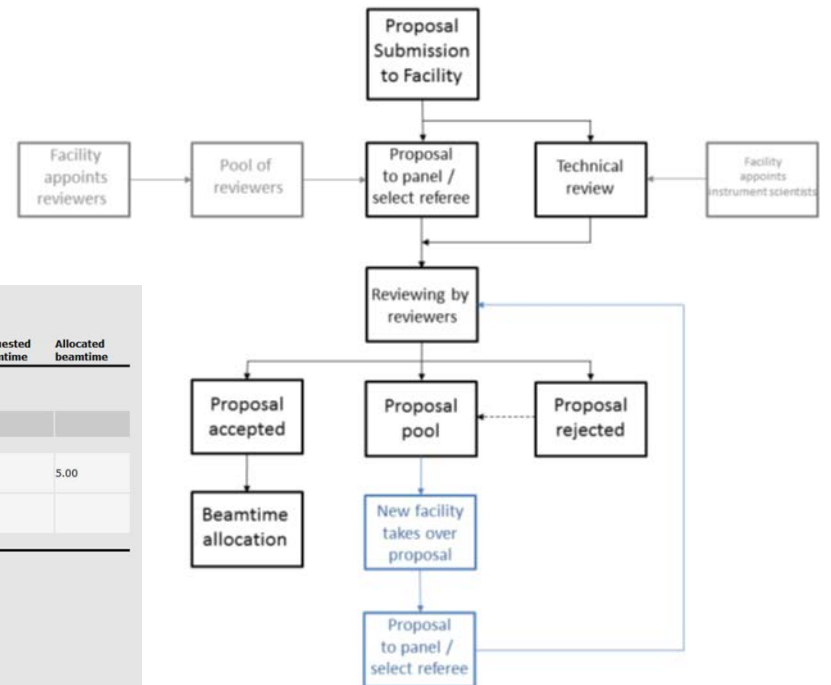 Proposal
Submission
to Facility
Facility
appoints
reviewers
Pool of
reviewers
Proposal
to panel /
select referee
Technical
review
Facility
appoints
instrument scientists
Reviewing by
reviewers
Allocated
beamtime
5.00
Proposal
accepted
Proposal
pool
Proposal
rejected
Beamtime
allocation
New facility
takes over
proposal
Proposal
to panel /
select referee